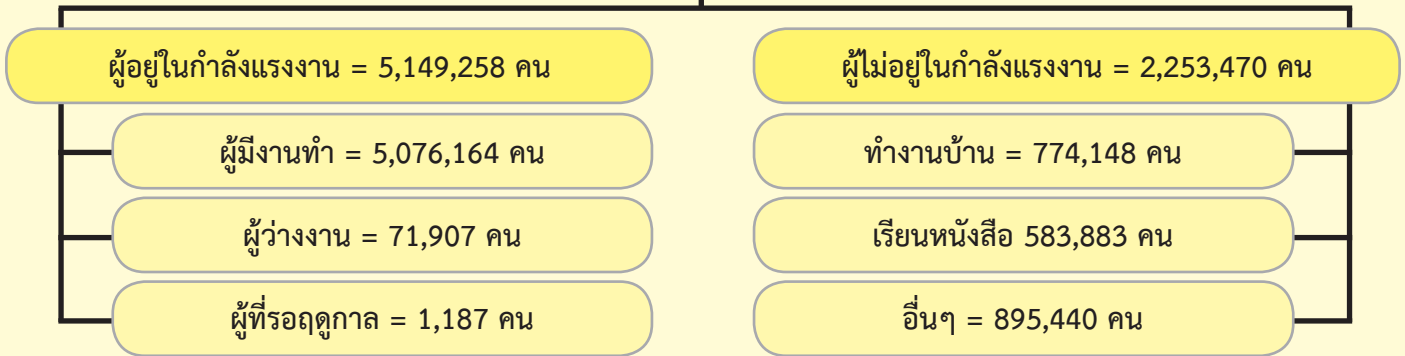 ผู้อยู่ในกำลังแรงงาน = 5,149,258 คน
ผู้มีงานทำ = 5,076,164 คน
ผู้ว่างงาน = 71,907 คน
ผู้ที่รอฤดูกาล = 1,187 คน
ผู้ไม่อยู่ในกำลังแรงงาน = 2,253,470 คน
ทำงานบ้าน = 774,148 คน
เรียนหนังสือ 583,883 คน
อื่นๆ = 895,440 คน